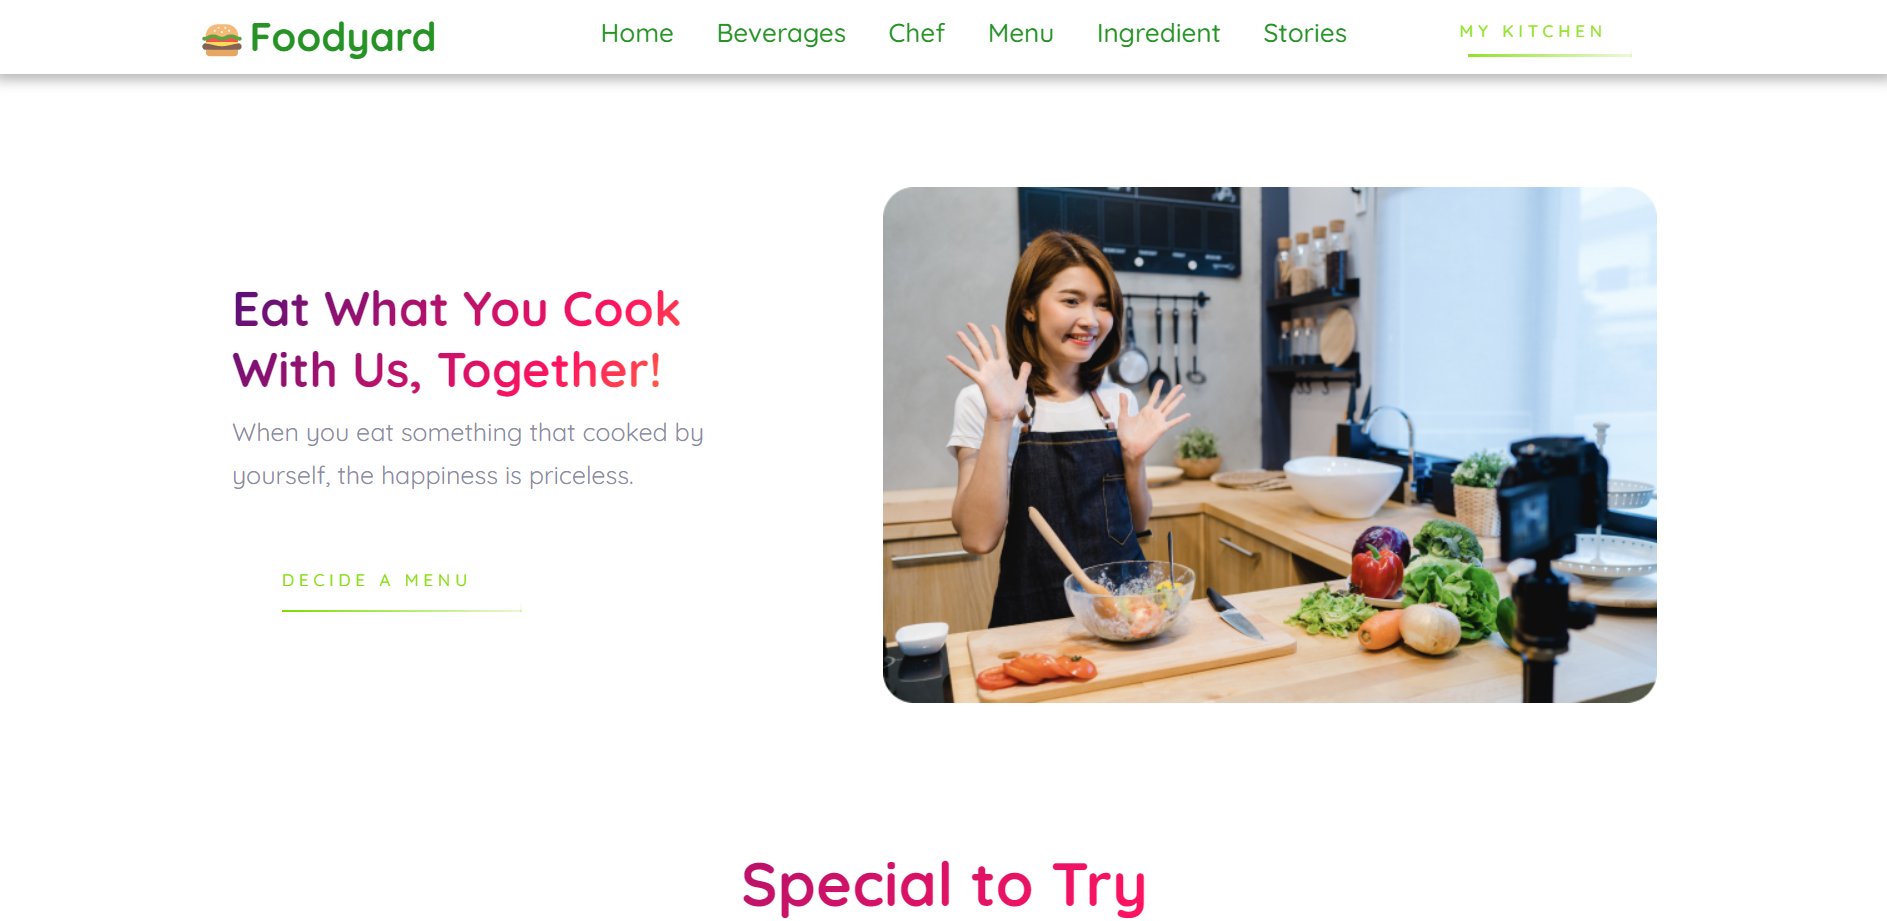 Foodyard
Home Beverages Chef Menu Ingredient Stories
MY KITCHEN
Eat What You Cook
With Us, Together!
When you eat something that cooked by
yourself, the happiness is priceless.
DECIDE A MENU
Special to Try